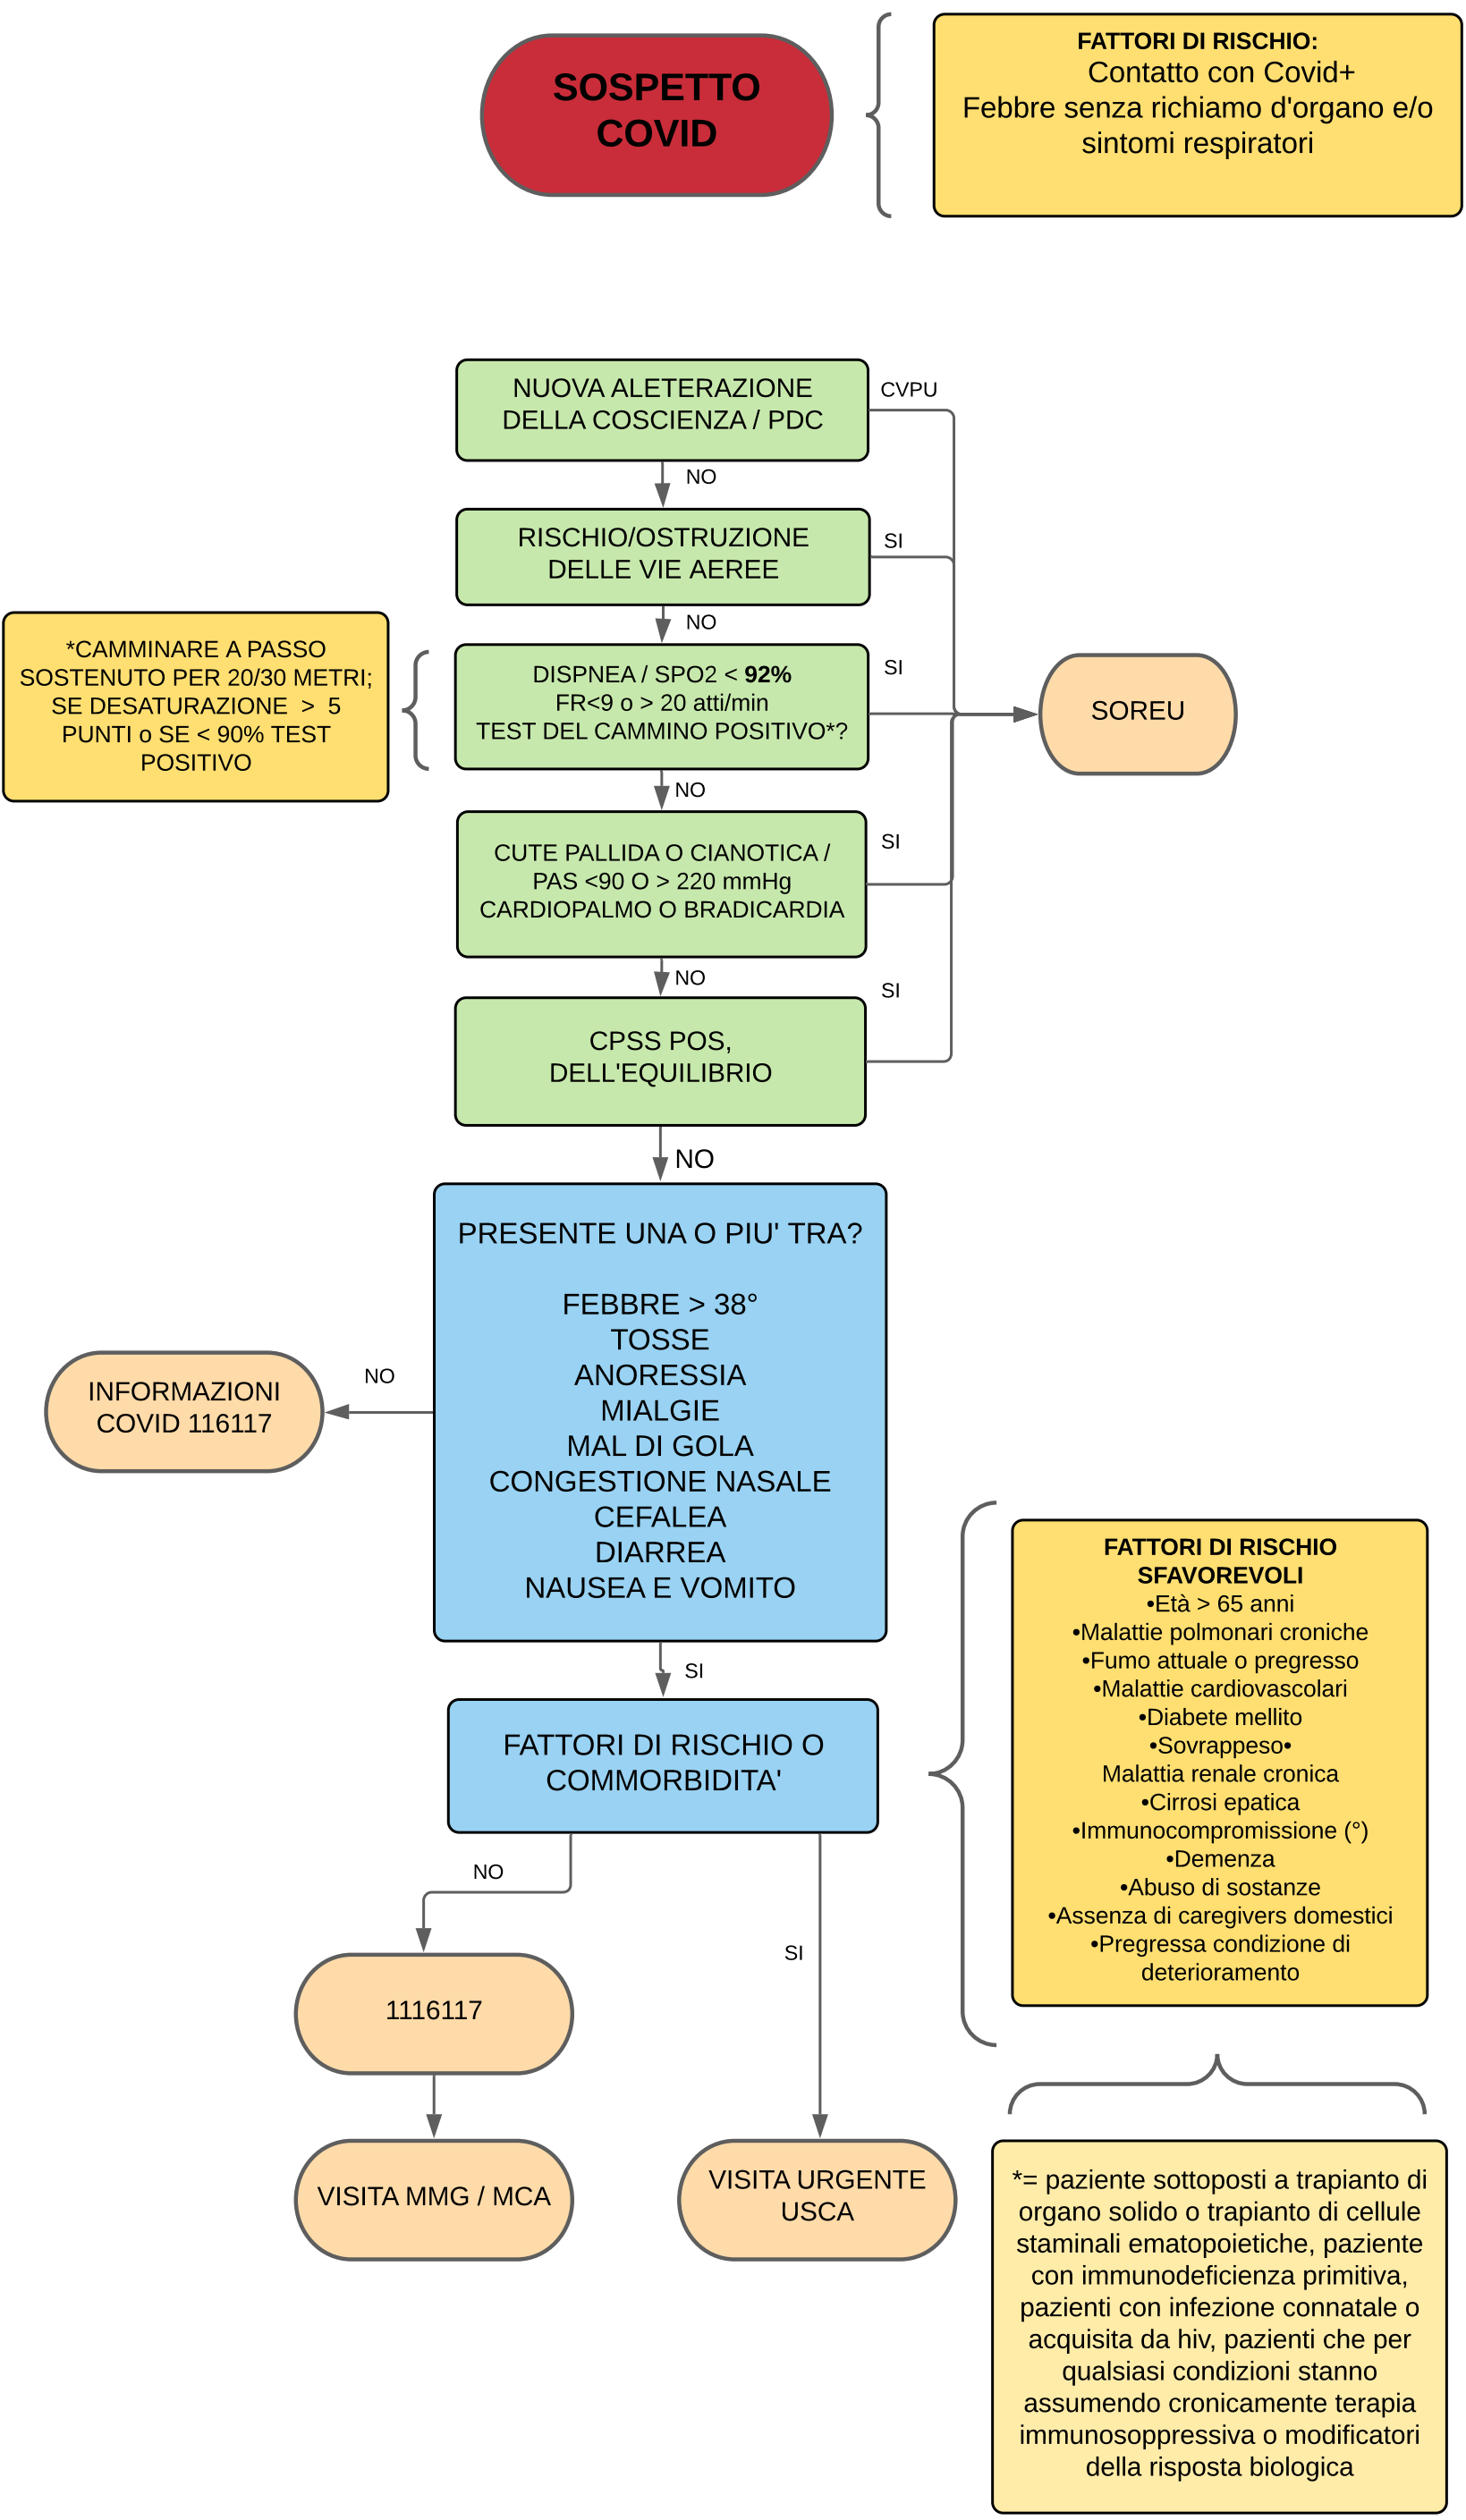 SOSPETTO
COVID
FATTORI DI RISCHIO:
Contatto con Covid+
Febbre senza richiamo d'organo e/o
sintomi respiratori
NUOVA ALETERAZIONE
DELLA COSCIENZA / PDC
CVPU
NO
RISCHIO/OSTRUZIONE
DELLE VIE AEREE
SI
NO
*CAMMINARE A PASSO
SOSTENUTO PER 20/30 METRI;
SE DESATURAZIONE > 5
PUNTI o SE < 90% TEST
POSITIVO
DISPNEA / SPO2 < 92%
FR<9 o > 20 atti/min
TEST DEL CAMMINO POSITIVO*?
SI
SOREU
NO
CUTE PALLIDA O CIANOTICA /
PAS <90 O > 220 mmHg
CARDIOPALMO O BRADICARDIA
SI
NO
CPSS POS,
DELL'EQUILIBRIO
SI
NO
PRESENTE UNA O PIU' TRA?
FEBBRE > 38°
TOSSE
ANORESSIA
MIALGIE
MAL DI GOLA
CONGESTIONE NASALE
CEFALEA
DIARREA
NAUSEA E VOMITO
NO
INFORMAZIONI
COVID 116117
SI
FATTORI DI RISCHIO O
COMMORBIDITA'
FATTORI DI RISCHIO
SFAVOREVOLI
•Età > 65 anni
•Malattie polmonari croniche
•Fumo attuale o pregresso
•Malattie cardiovascolari
•Diabete mellito
•Sovrappeso•
Malattia renale cronica
•Cirrosi epatica
•Immunocompromissione (°)
•Demenza
•Abuso di sostanze
•Assenza di caregivers domestici
•Pregressa condizione di
deterioramento
NO
SI
1116117
VISITA MMG / MCA
VISITA URGENTE
USCA
*= paziente sottoposti a trapianto di
organo solido o trapianto di cellule
staminali ematopoietiche, paziente
con immunodeficienza primitiva,
pazienti con infezione connatale o
acquisita da hiv, pazienti che per
qualsiasi condizioni stanno
assumendo cronicamente terapia
immunosoppressiva o modificatori
della risposta biologica